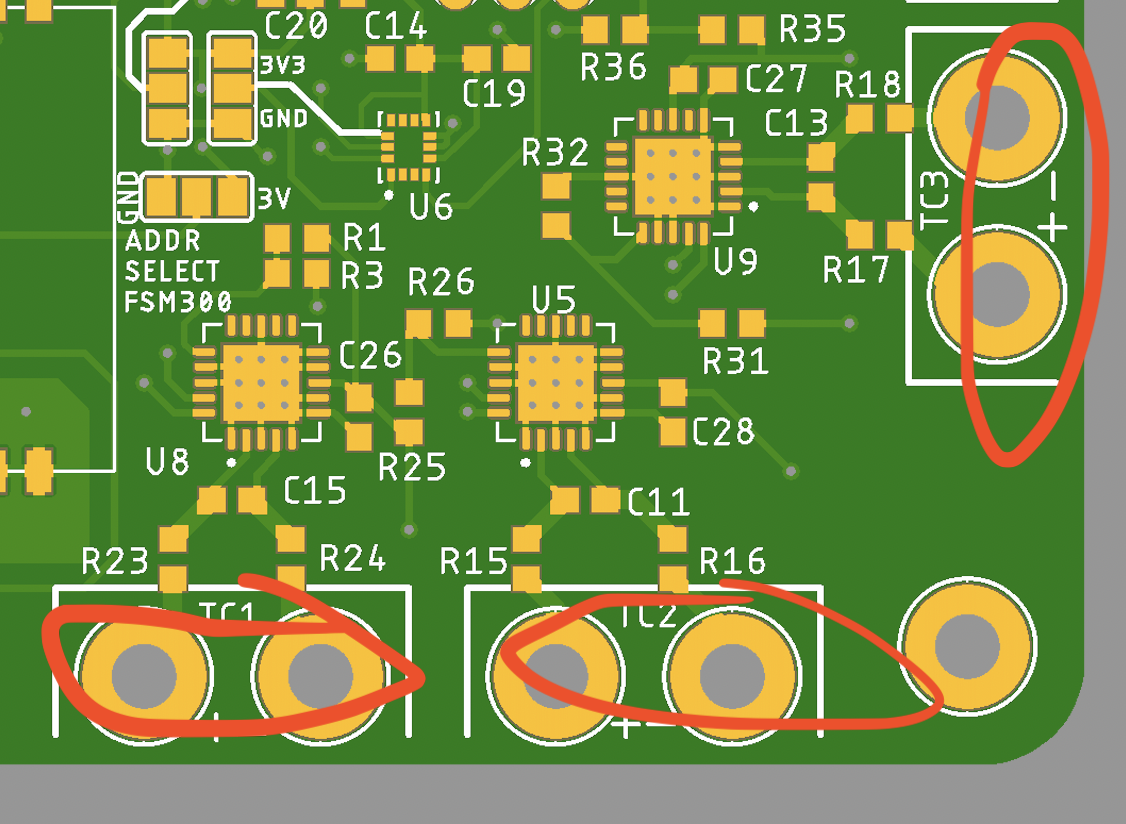 C20
C14
R35
3V3
R36
C19
C27
R18
GND
C13
R32
GND
3V
U6
TC3
- +
ADDR
SELECT
FSM300
R1
R3
U9
R17
R26
U5
C26
R31
U8
R25
C28
C15
C11
R23
R24
R15
R16
TC1
TC2
+ -